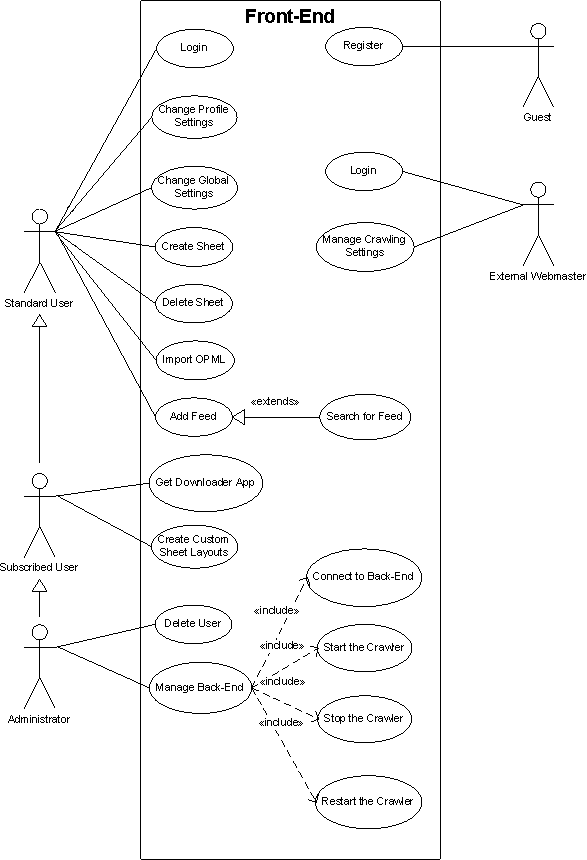 Front-End
Login
Register
Guest
Change Profile
Settings
Login
Change Global
Settings
Manage Crawling
Settings
External Webmaster
Create Sheet
Standard User
Delete Sheet
Import OPML
Add Feed
«extends»
Search for Feed
Get Downloader App
Create Custom
Sheet Layouts
Subscribed User
Connect to Back-End
«include»
Delete User
«include»
Start the Crawler
«include»
Manage Back-End
Administrator
«include»
Stop the Crawler
Restart the Crawler